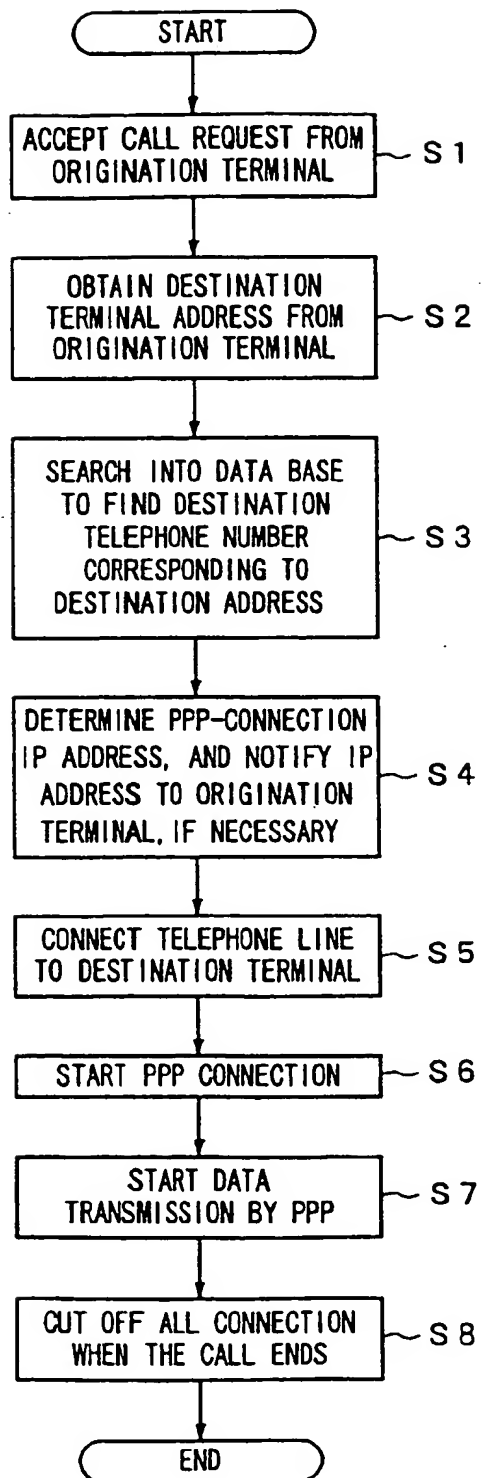 START
ACCEPT CALL REQUEST FROM
ORIGINATION TERMINAL
S1
OBTAIN DESTINATION
TERMINAL ADDRESS FROM
ORIGINATION TERMINAL
S2
SEARCH INTO DATA BASE
TO FIND DESTINATION
TELEPHONE NUMBER
CORRESPONDING TO
DESTINATION ADDRESS
S3
DETERMINE PPP-CONNECTION
IP ADDRESS, AND NOTIFY IP
ADDRESS TO ORIGINATION
TERMINAL, IF NECESSARY
S4
CONNECT TELEPHONE LINE
TO DESTINATION TERMINAL
S5
START PPP CONNECTION
S6
START DATA
TRANSMISSION BY PPP
S7
CUT OFF ALL CONNECTION
WHEN THE CALL ENDS
S8
END